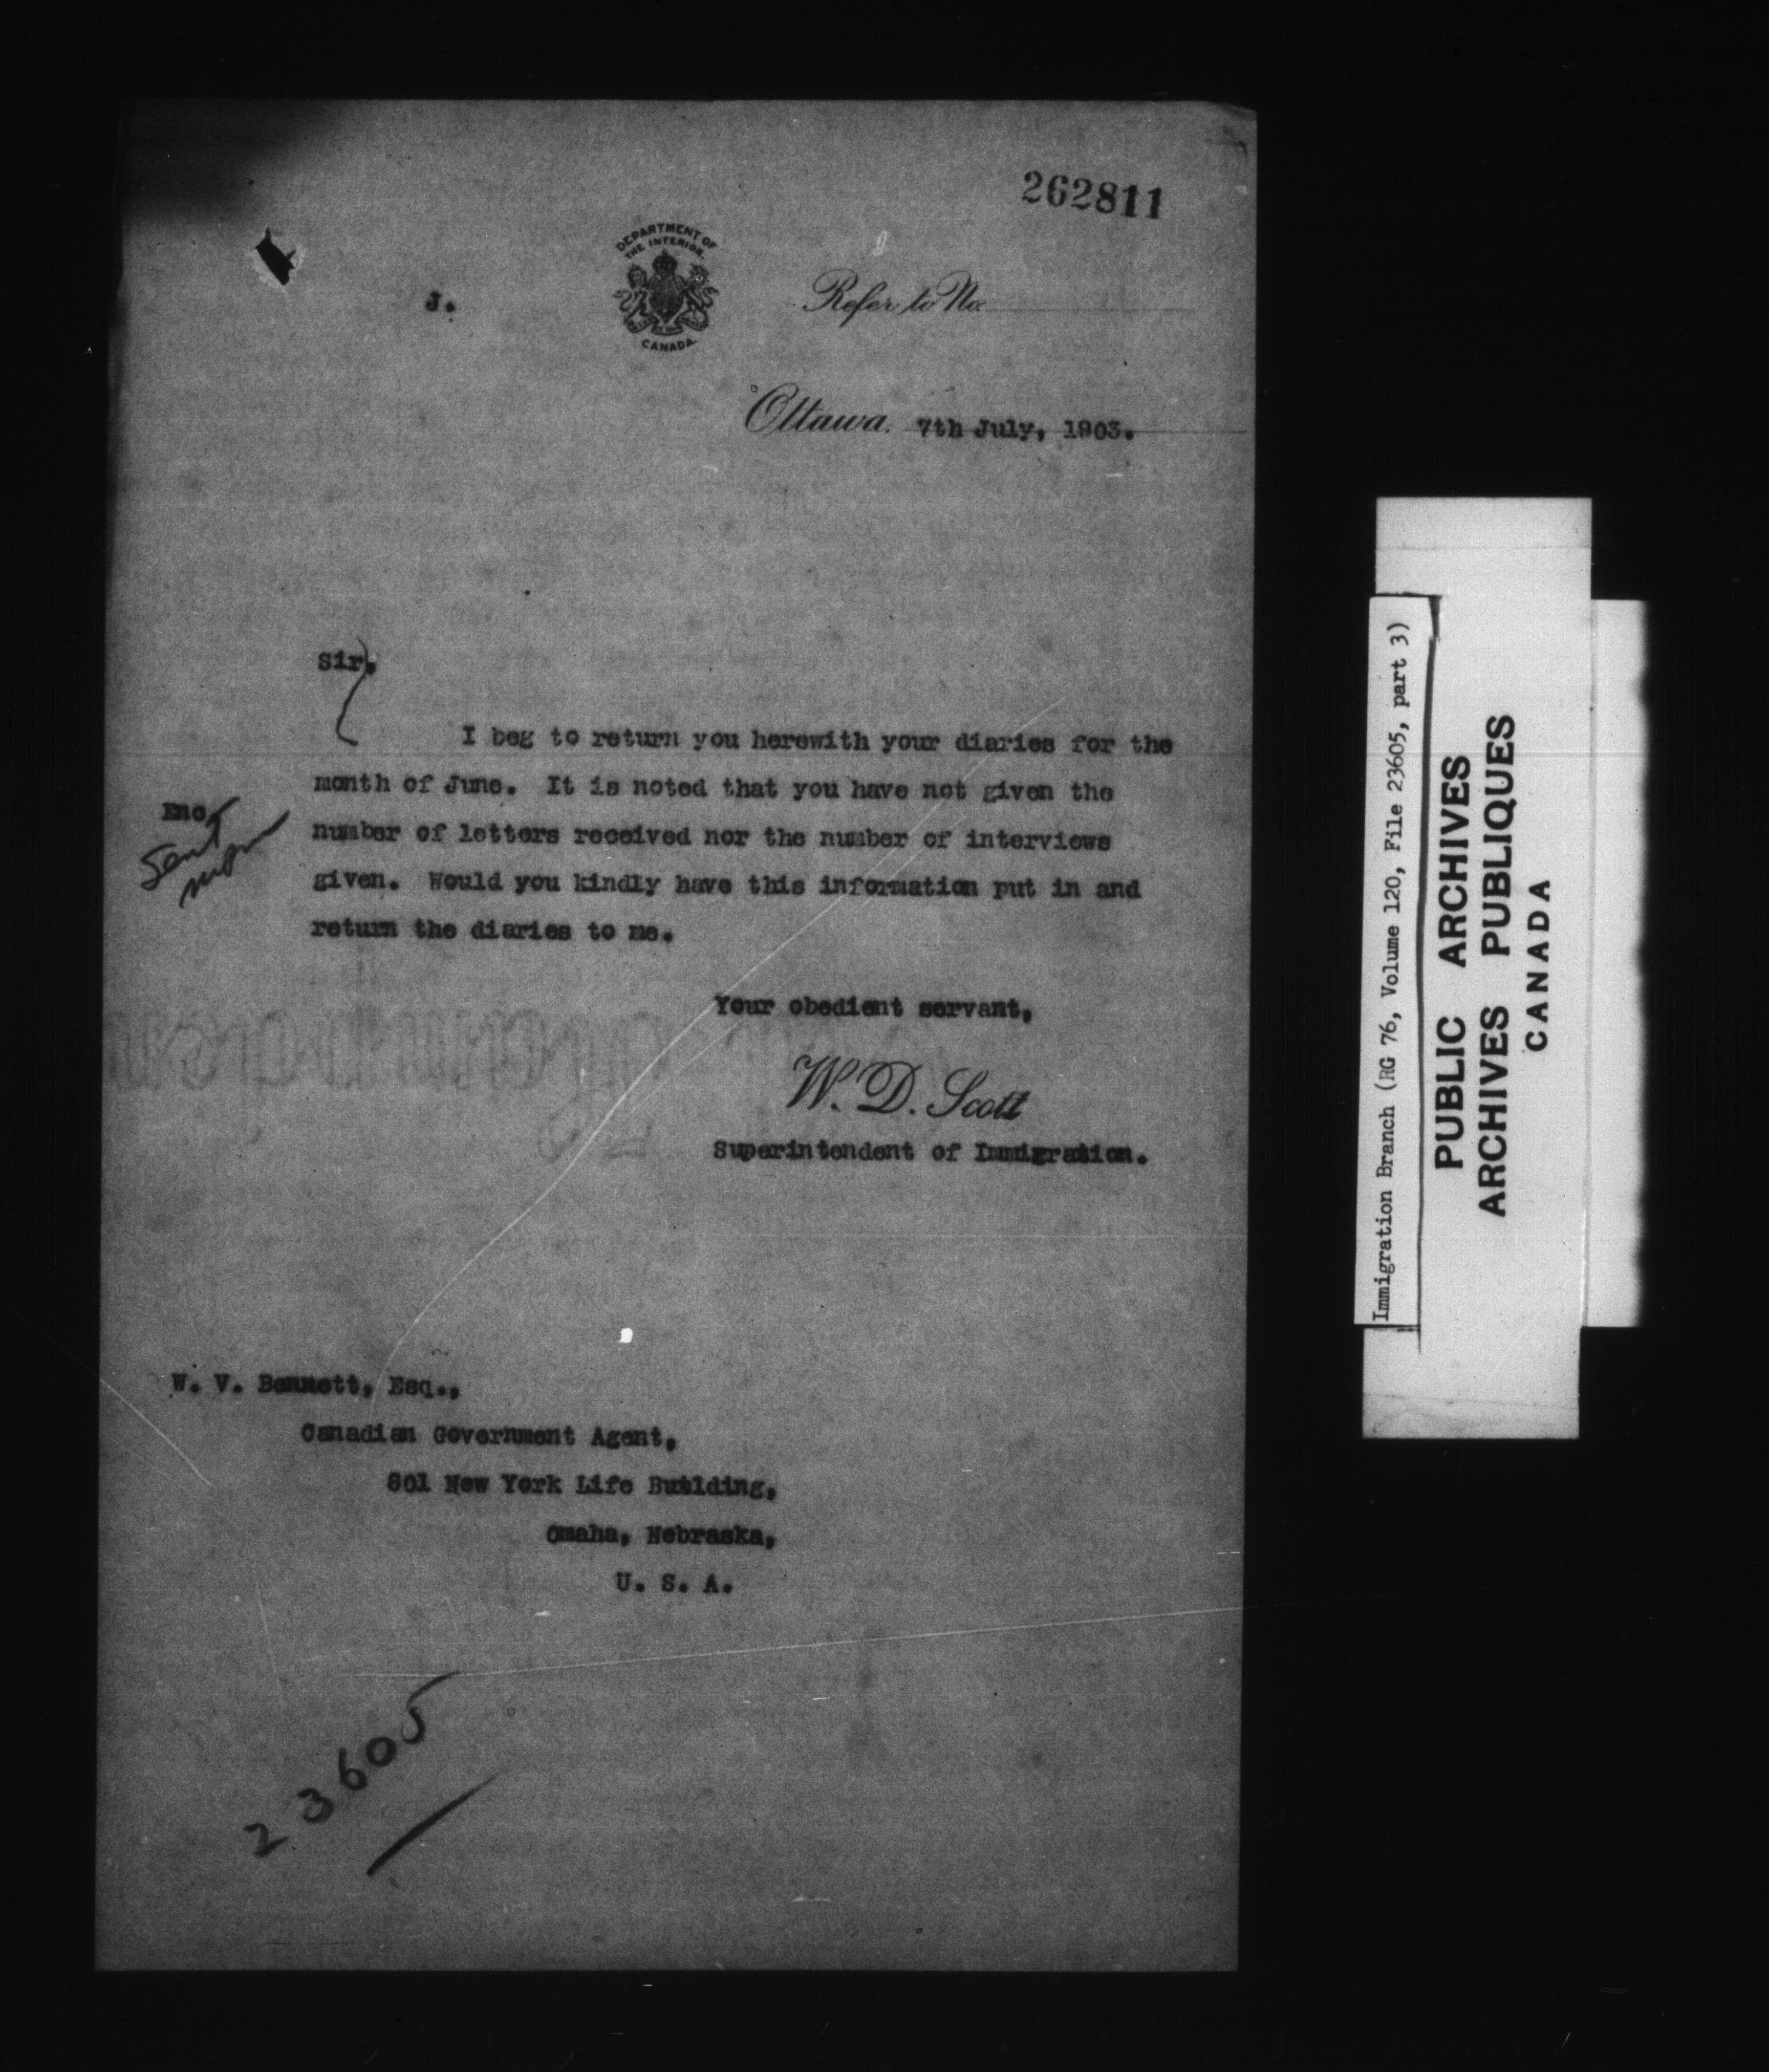 262811
DEPARTMENT OF
THE INTERIOR.
CANADA.
J.
Refer to No.
Ottawa. 7th July, 1903.
Sir,
I beg to return you herewith your diaries for the
month of June. It is noted that you have not given the
Enc.
number of letters received nor the number of interviews
Sent
given. Would you kindly have this information put in and
return the diaries to me.
Your obedient servant,
W. D. Scott
Superintendent of Immigration.
W. V. Bennett, Esq.,
Canadian Government Agent,
801 New York Life Building,
Omaha, Nebraska,
U. S. A.
23605
Immigration Branch (RG 76, Volume 120, File 23605, part 3)
PUBLIC ARCHIVES
ARCHIVES PUBLIQUES
CANADA